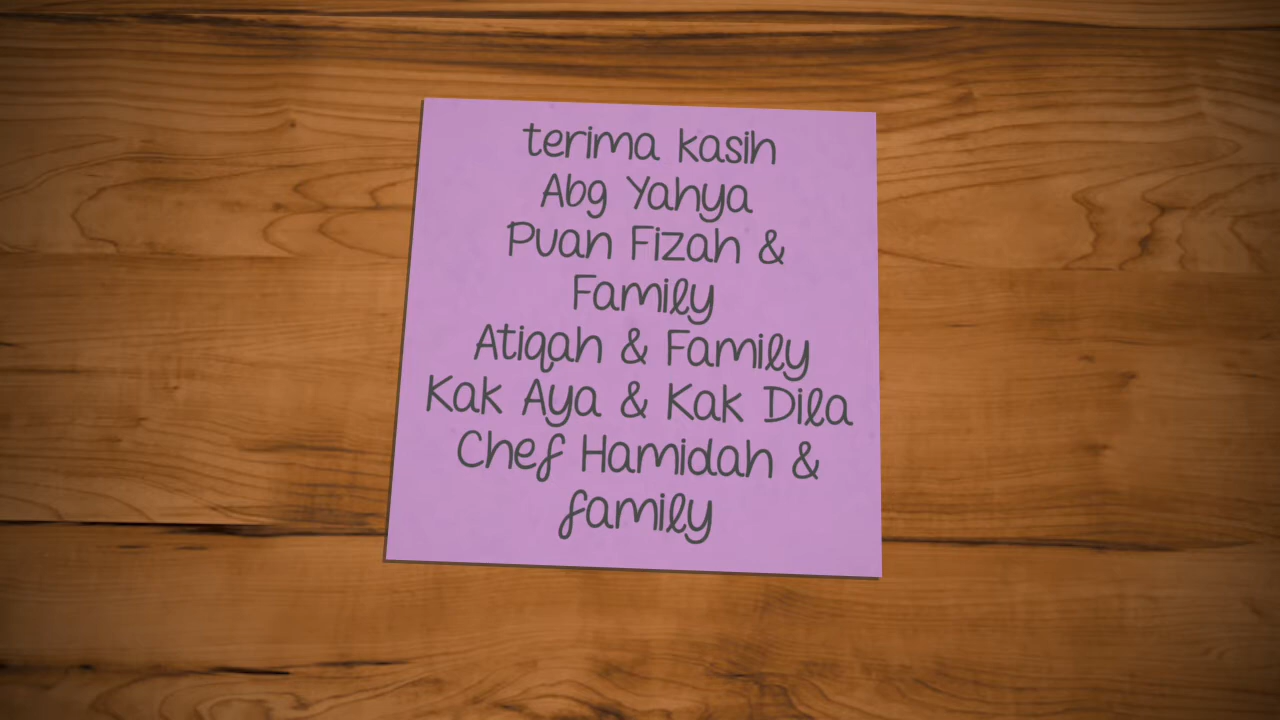 terima kasih
Abg Yahya
Puan Fizah &
Family
Atiqah & Family
Kak Aya & Kak Dila
Chef Hamidah &
family